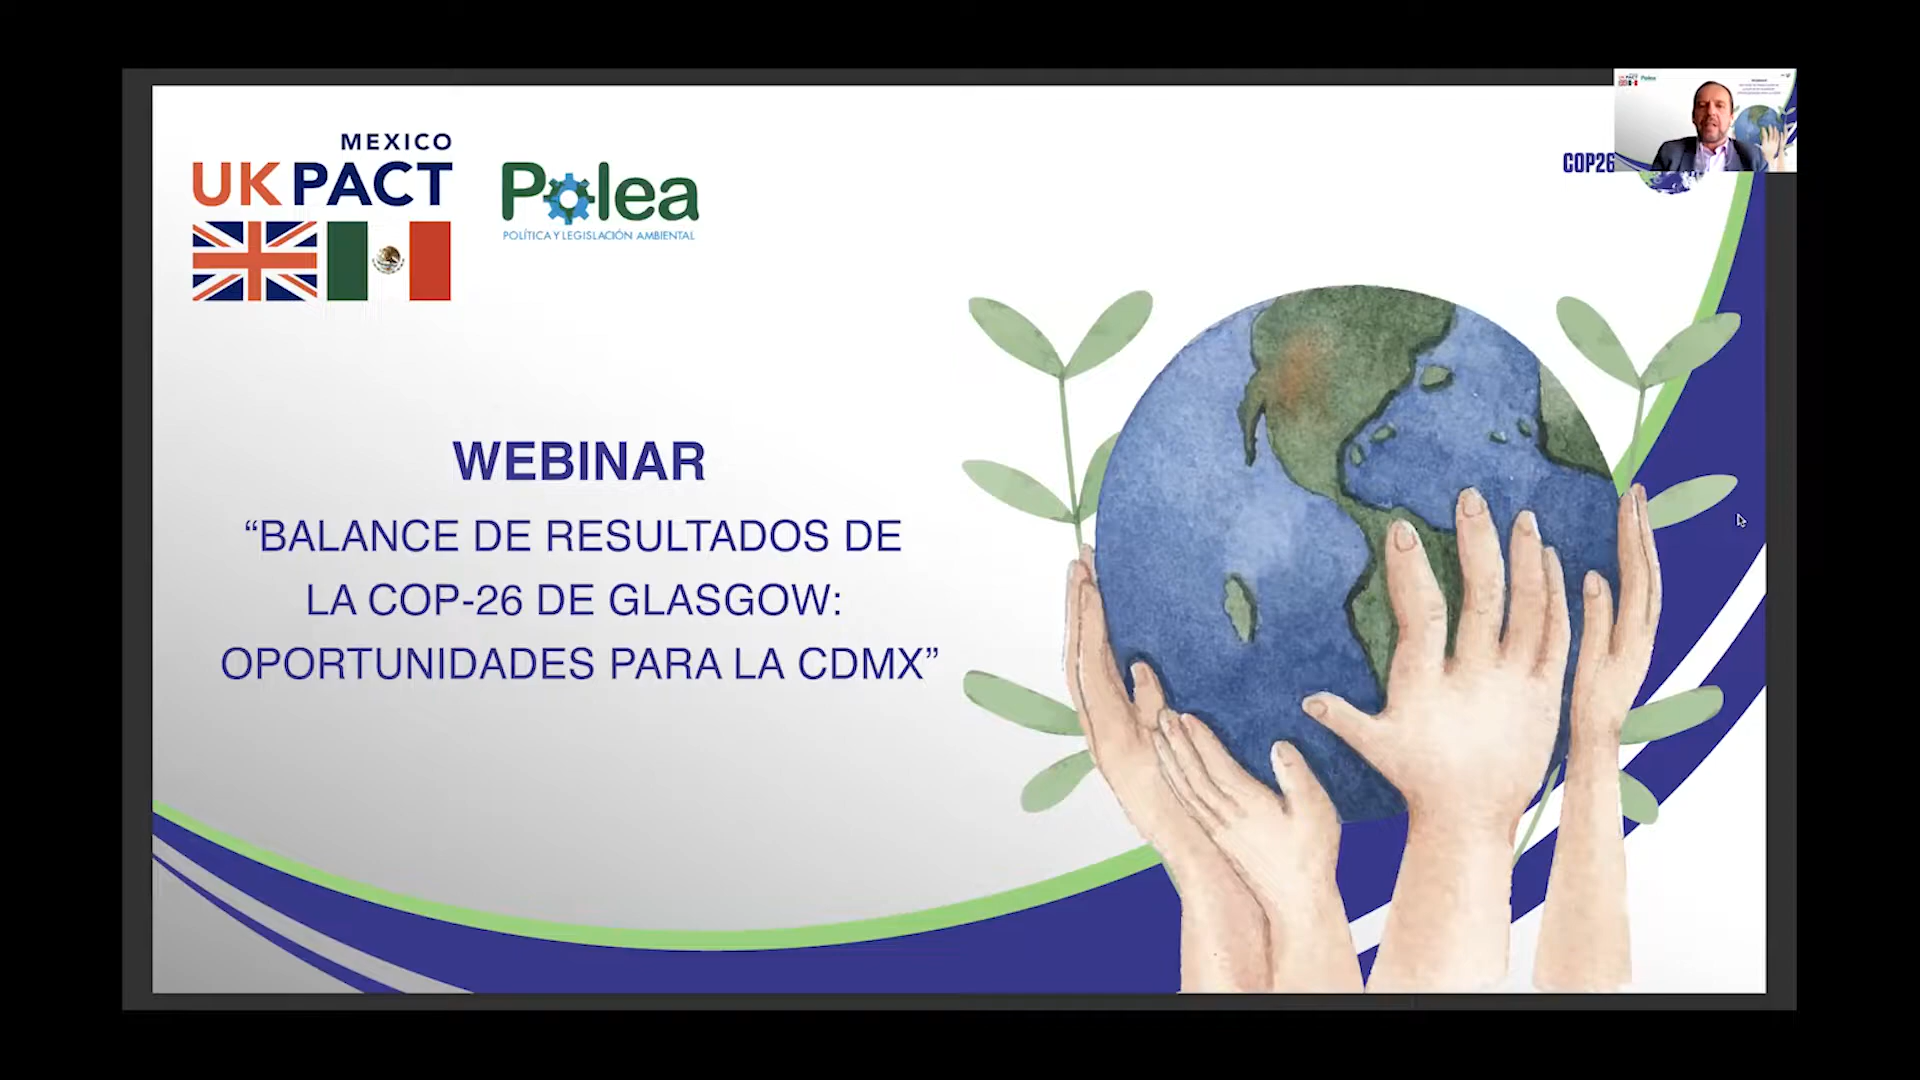 MEXICO
UK PACT
Polea
POLÍTICA Y LEGISLACIÓN AMBIENTAL
COP26
WEBINAR
“BALANCE DE RESULTADOS DE
LA COP-26 DE GLASGOW:
OPORTUNIDADES PARA LA CDMX”